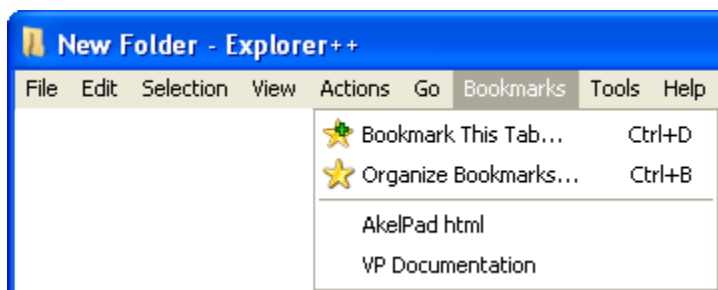 New Folder - Explorer++
File Edit Selection View Actions Go Bookmarks Tools Help
Bookmark This Tab... Ctrl+D
Organize Bookmarks... Ctrl+B
AkelPad html
VP Documentation